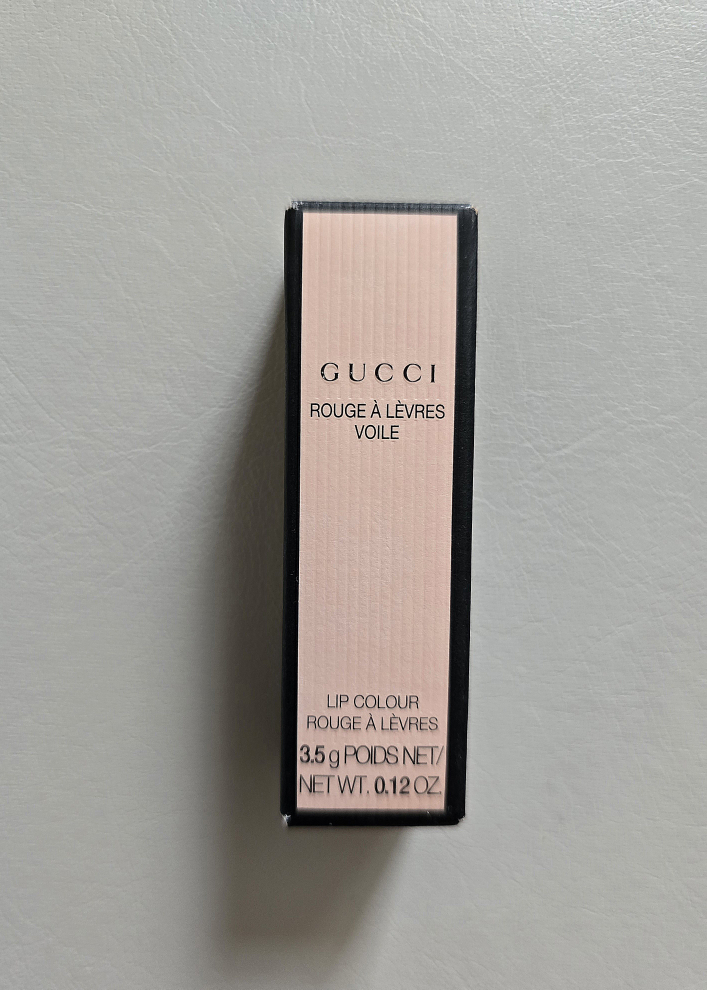 GUCCI
ROUGE À LÈVRES
VOILE
LIP COLOUR
ROUGE À LÈVRES
3.5 g POIDS NET/
NET WT. 0.12 OZ.